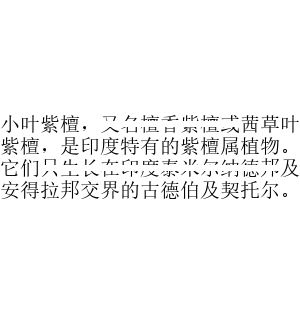 小叶紫檀，又名檀香紫檀或茜草叶
紫檀，是印度特有的紫檀属植物。
它们只生长在印度泰米尔纳德邦及
安得拉邦交界的古德伯及契托尔。